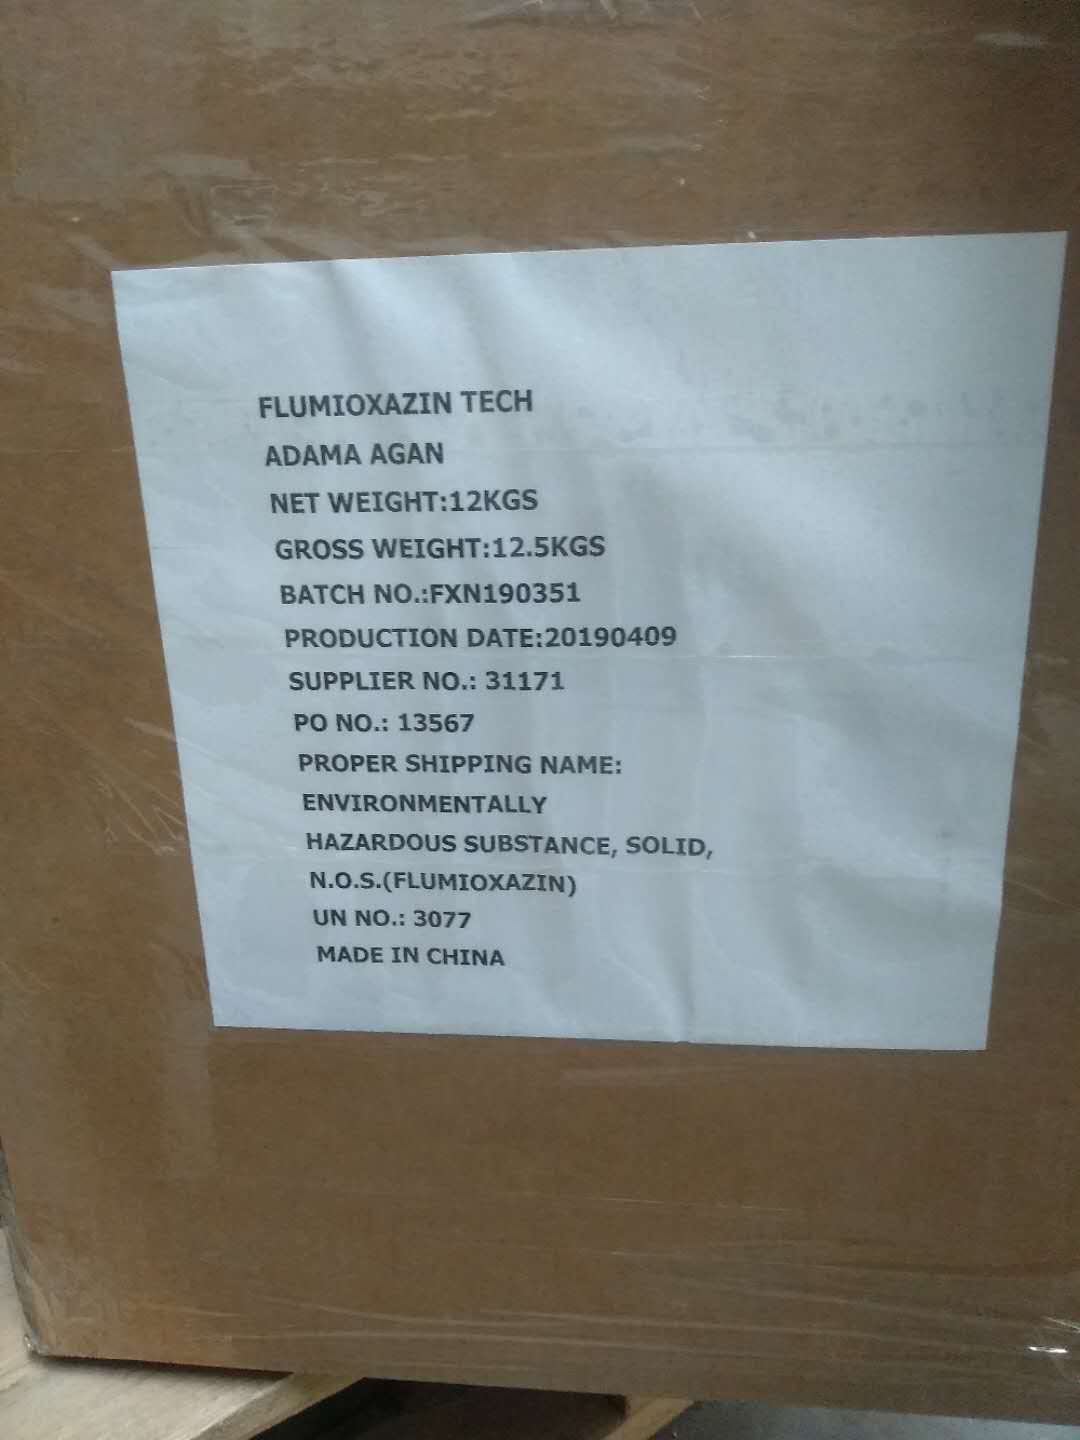 FLUMIOXAZIN TECH
ADAMA AGAN
NET WEIGHT:12KGS
GROSS WEIGHT:12.5KGS
BATCH NO.:FXN190351
PRODUCTION DATE:20190409
SUPPLIER NO.: 31171
PO NO.: 13567
PROPER SHIPPING NAME:
ENVIRONMENTALLY
HAZARDOUS SUBSTANCE, SOLID,
N.O.S.(FLUMIOXAZIN)
UN NO.: 3077
MADE IN CHINA